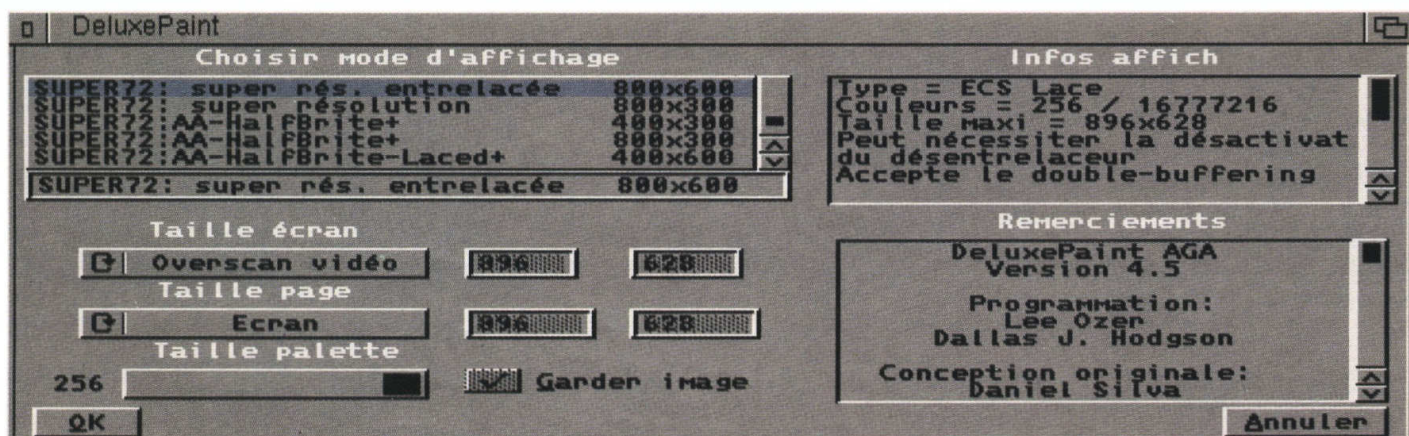 DeluxePaint
Choisir mode d'affichage
SUPER72: super rés. entrelacée 800x600
SUPER72: super résolution 800x300
SUPER72:AA-HalfBrite+ 400x300
SUPER72:AA-HalfBrite+ 800x300
SUPER72:AA-HalfBrite-Laced+ 400x600
SUPER72: super rés. entrelacée 800x600
Infos affich
Type = ECS Lace
Couleurs = 256 / 16777216
Taille maxi = 896x628
Peut nécessiter la désactivat
du désentrelaceur
Accepte le double-buffering
Taille écran
Overscan vidéo 896 628
Taille page
Ecran 896 628
Taille palette
256
Garder image
OK
Remerciements
DeluxePaint AGA
Version 4.5
Programmation:
Lee Ozer
Dallas J. Hodgson
Conception originale:
Daniel Silva
Annuler